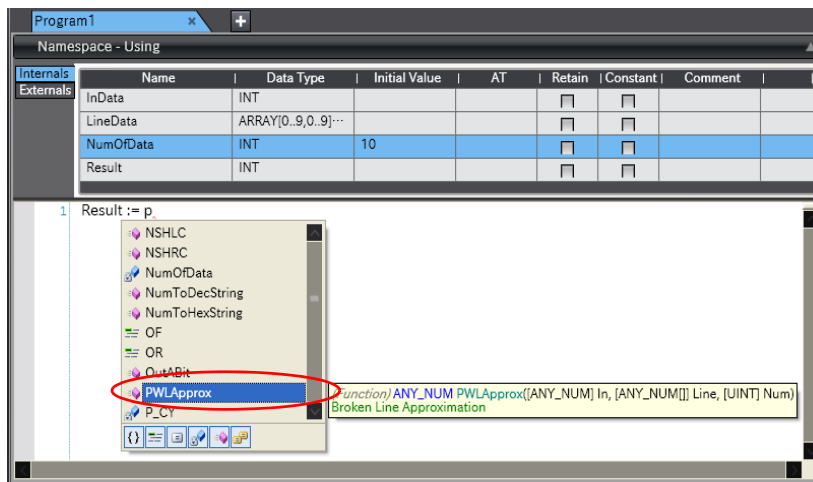 Program1 × +
Namespace - Using
Internals
Externals
Name | Data Type | Initial Value | AT | Retain | Constant | Comment |
InData INT
LineData ARRAY[0..9,0..9]...
NumOfData INT 10
Result INT
1 Result := p
NSHLC
NSHRC
NumOfData
NumToDecString
NumToHexString
OF
OR
OutABit
PWLApprox
(Function) ANY_NUM PWLApprox([ANY_NUM] In, [ANY_NUM[]] Line, [UINT] Num)
Broken Line Approximation
P_CY